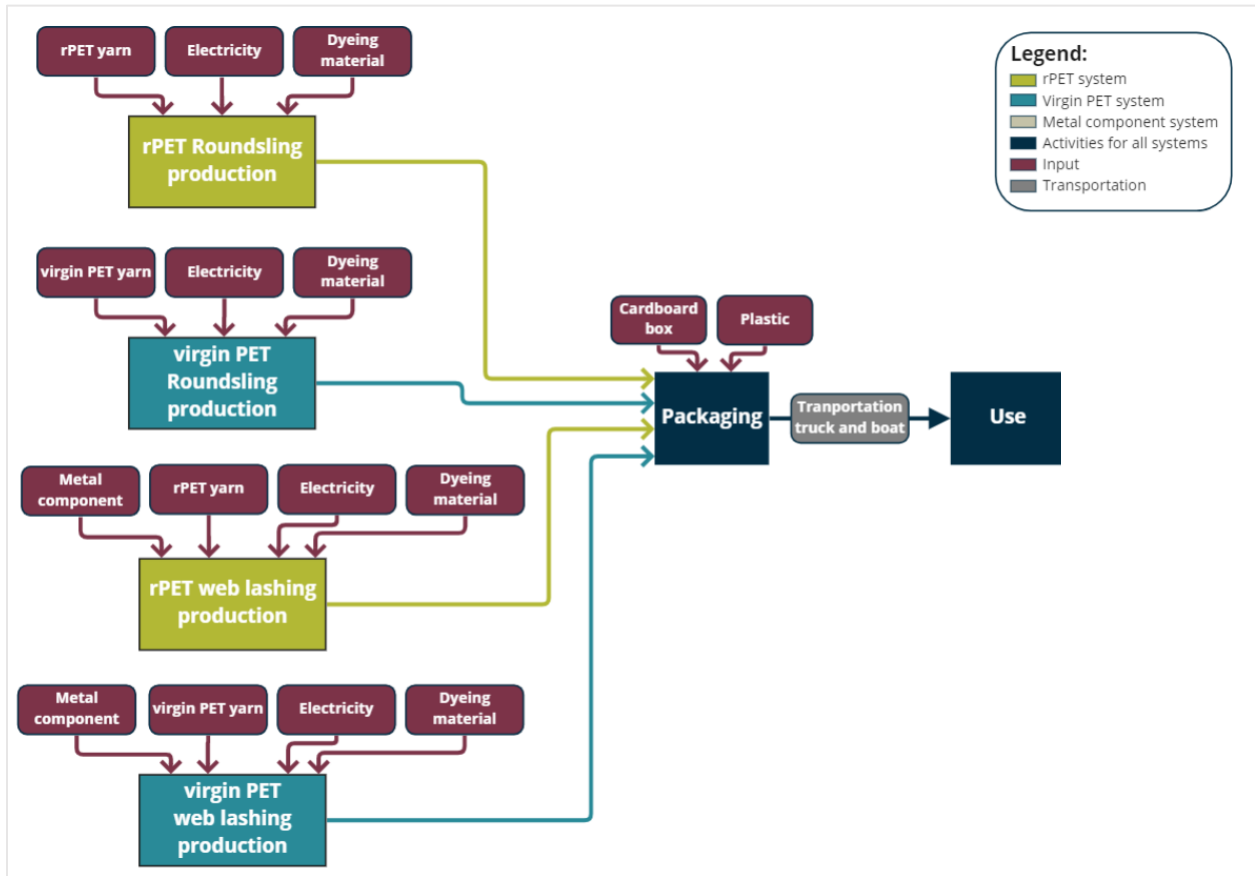 rPET yarn
Electricity
Dyeing
material
rPET Roundsling
production
Legend:
rPET system
Virgin PET system
Metal component system
Activities for all systems
Input
Transportation
virgin PET yarn
Electricity
Dyeing
material
virgin PET
Roundsling
production
Cardboard
box
Plastic
Packaging
Tranportation
truck and boat
Use
Metal
component
rPET yarn
Electricity
Dyeing
material
rPET web lashing
production
Metal
component
virgin PET yarn
Electricity
Dyeing
material
virgin PET
web lashing
production